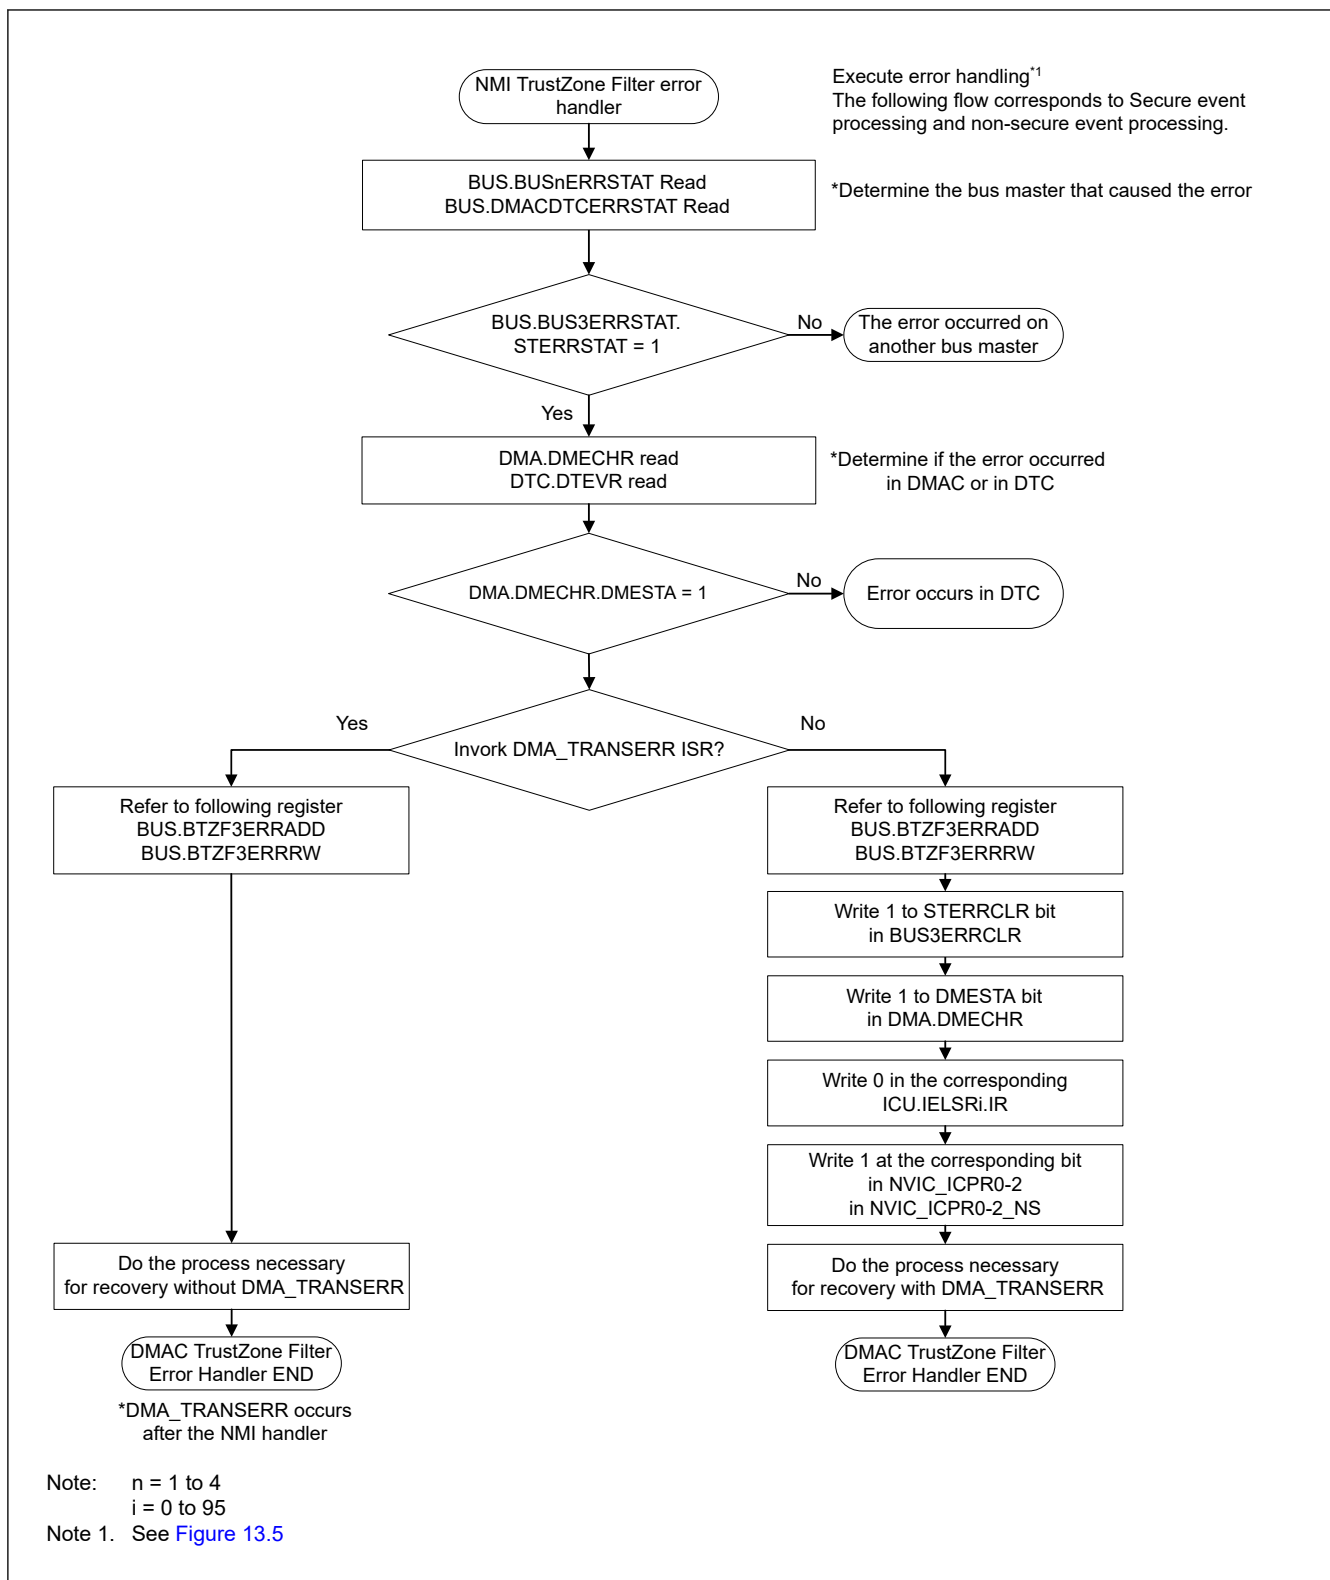 NMI TrustZone Filter error
handler
Execute error handling*1
The following flow corresponds to Secure event
processing and non-secure event processing.
BUS.BUSnERRSTAT Read
BUS.DMACDTCERRSTAT Read
*Determine the bus master that caused the error
BUS.BUS3ERRSTAT.
STERRSTAT = 1
No
The error occurred on
another bus master
Yes
DMA.DMECHR read
DTC.DTEVR read
*Determine if the error occurred
in DMAC or in DTC
DMA.DMECHR.DMESTA = 1
No
Error occurs in DTC
Yes
No
Invork DMA_TRANSERR ISR?
Refer to following register
BUS.BTZF3ERRADD
BUS.BTZF3ERRRW
Refer to following register
BUS.BTZF3ERRADD
BUS.BTZF3ERRRW
Write 1 to STERRCLR bit
in BUS3ERRCLR
Write 1 to DMESTA bit
in DMA.DMECHR
Write 0 in the corresponding
ICU.IELSRi.IR
Write 1 at the corresponding bit
in NVIC_ICPR0-2
in NVIC_ICPR0-2_NS
Do the process necessary
for recovery without DMA_TRANSERR
Do the process necessary
for recovery with DMA_TRANSERR
DMAC TrustZone Filter
Error Handler END
DMAC TrustZone Filter
Error Handler END
*DMA_TRANSERR occurs
after the NMI handler
Note: n = 1 to 4
i = 0 to 95
Note 1. See Figure 13.5